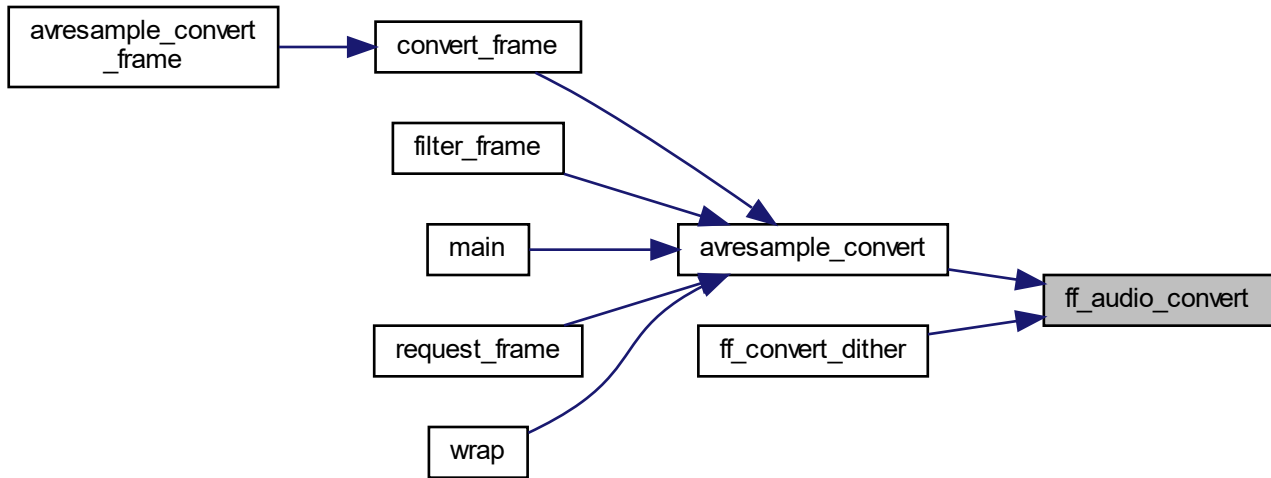 avresample_convert
_frame
convert_frame
filter_frame
main
avresample_convert
ff_audio_convert
request_frame
ff_convert_dither
wrap